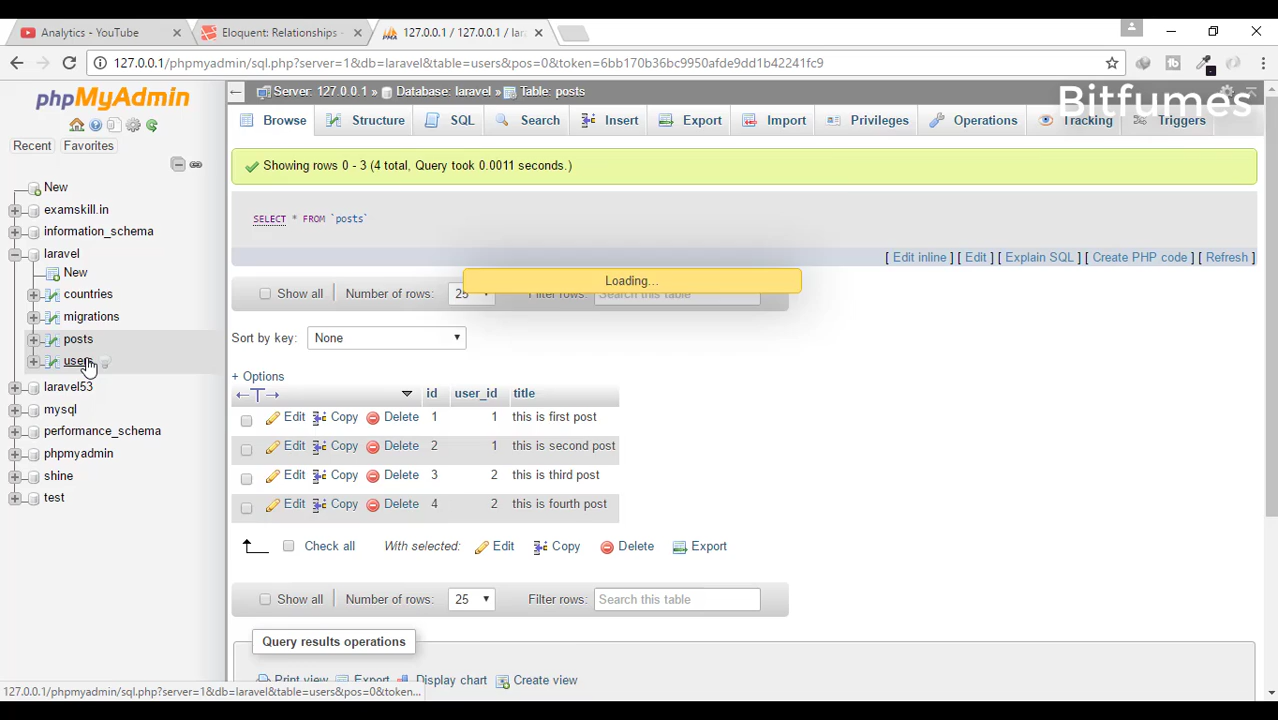 Analytics - YouTube
Eloquent: Relationships -
127.0.0.1 / 127.0.0.1 / lar
127.0.0.1/phpmyadmin/sql.php?server=1&db=laravel&table=users&pos=0&token=6bb170b36bc9950afde9dd1b42241fc9
phpMyAdmin
Server: 127.0.0.1 » Database: laravel » Table: posts
Bitfumes
Browse Structure SQL Search Insert Export Import Privileges Operations Tracking Triggers
Recent Favorites
Showing rows 0 - 3 (4 total, Query took 0.0011 seconds.)
New
examskill.in
information_schema
laravel
New
countries
migrations
posts
users
laravel53
mysql
performance_schema
phpmyadmin
shine
test
SELECT * FROM `posts`
[ Edit inline ] [ Edit ] [ Explain SQL ] [ Create PHP code ] [ Refresh ]
Loading...
Show all Number of rows: 25 Filter rows: Search this table
Sort by key: None
+ Options
←T→ id user_id title
Edit Copy Delete 1 1 this is first post
Edit Copy Delete 2 1 this is second post
Edit Copy Delete 3 2 this is third post
Edit Copy Delete 4 2 this is fourth post
Check all With selected: Edit Copy Delete Export
Show all Number of rows: 25 Filter rows: Search this table
Query results operations
Print view Export Display chart Create view
127.0.0.1/phpmyadmin/sql.php?server=1&db=laravel&table=users&pos=0&token...